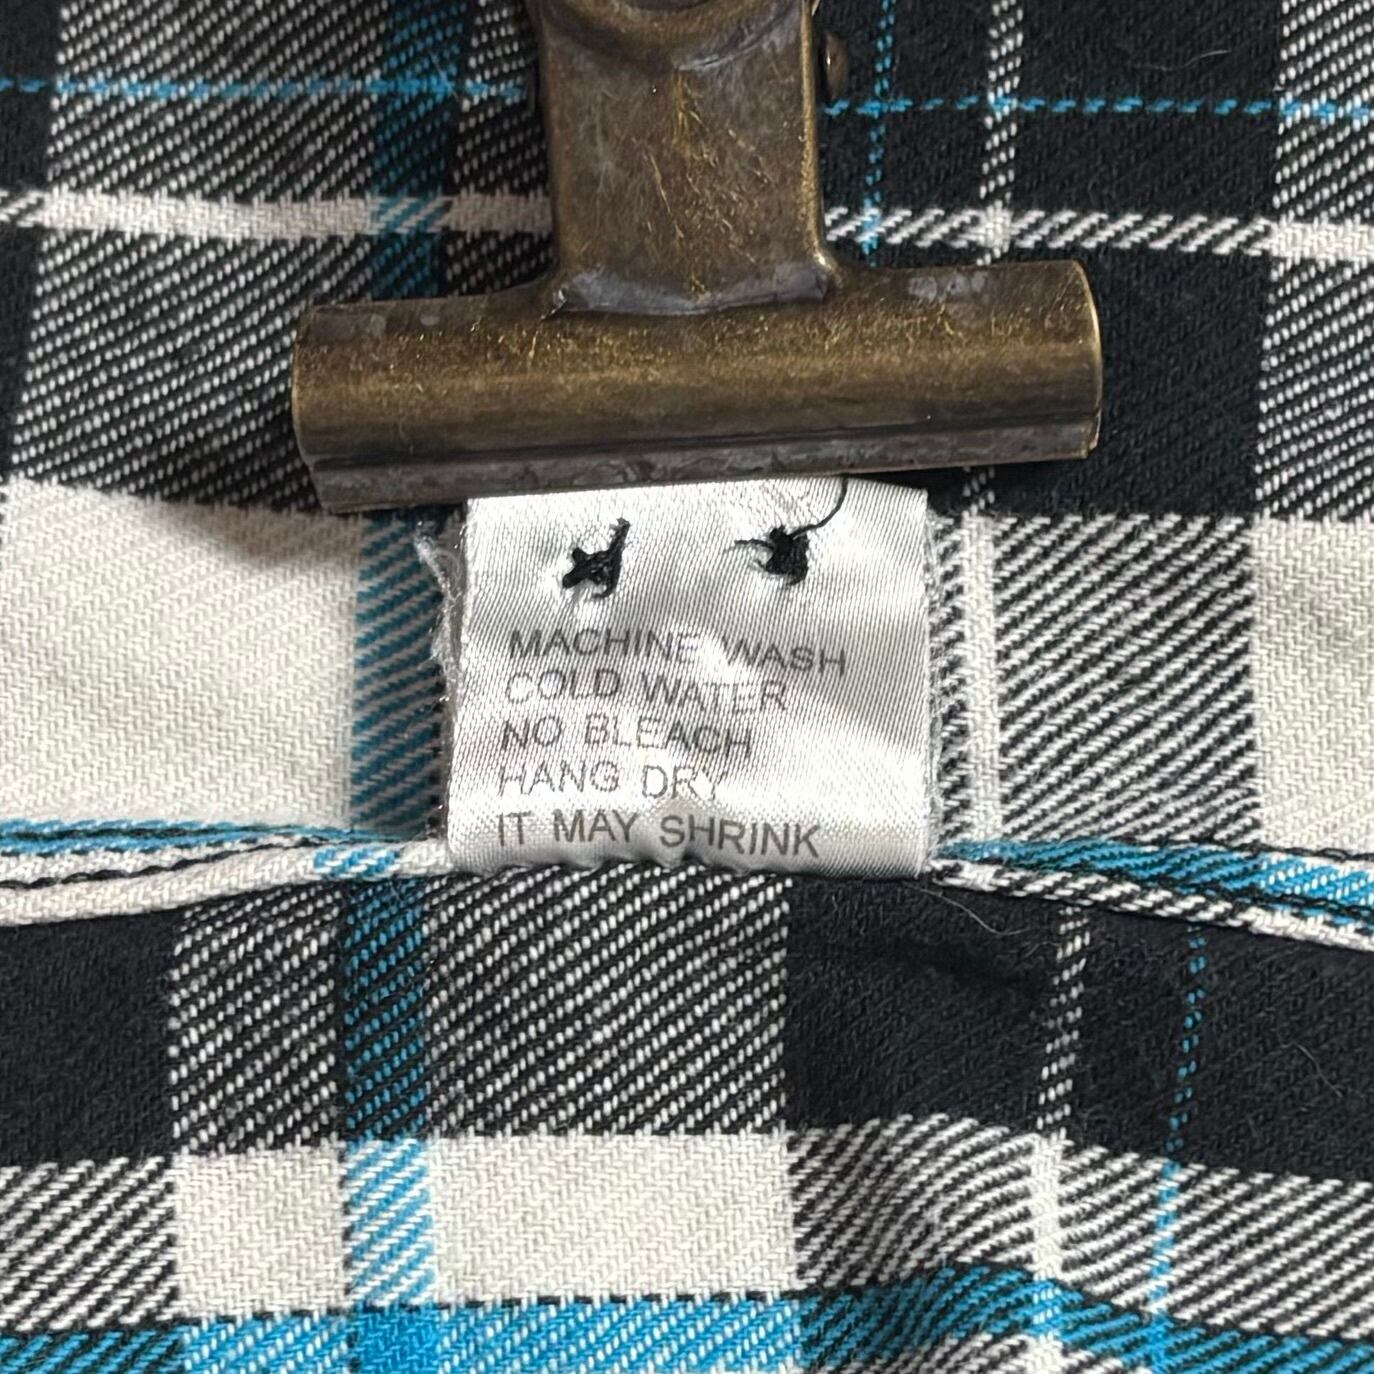 MACHINE WASH
COLD WATER
NO BLEACH
HANG DRY
IT MAY SHRINK